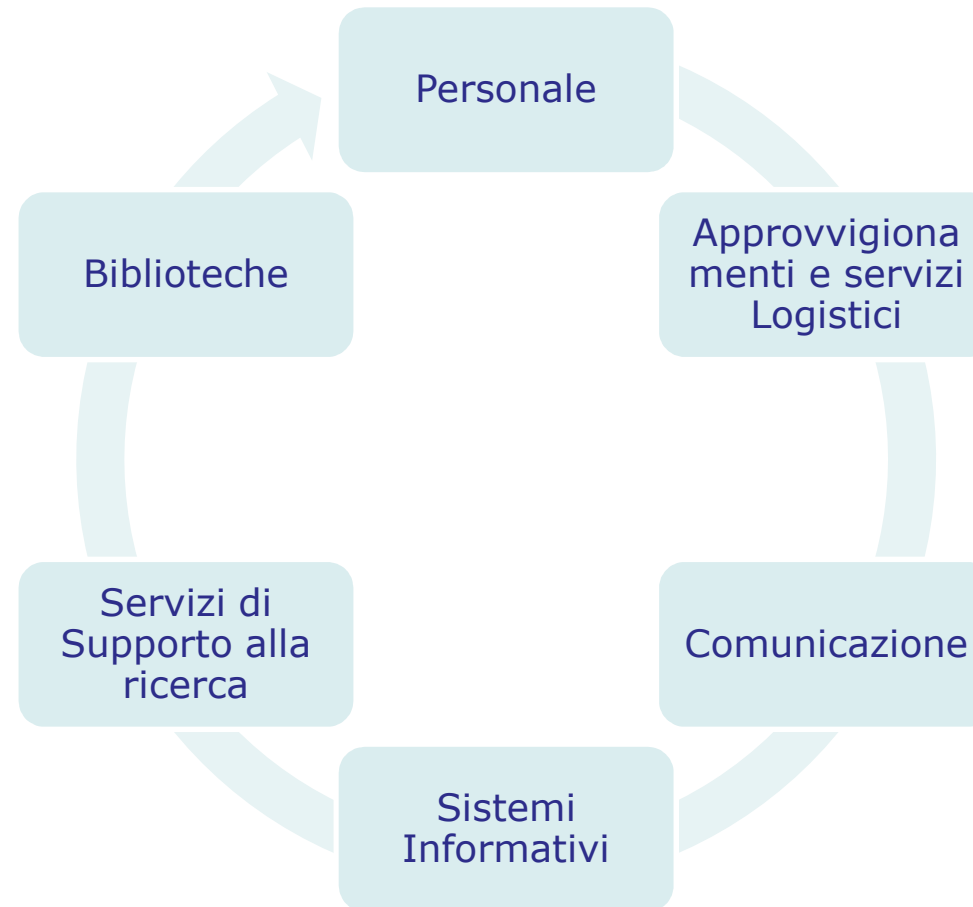 Personale
Approvvigiona
menti e servizi
Logistici
Comunicazione
Sistemi
Informativi
Servizi di
Supporto alla
ricerca
Biblioteche